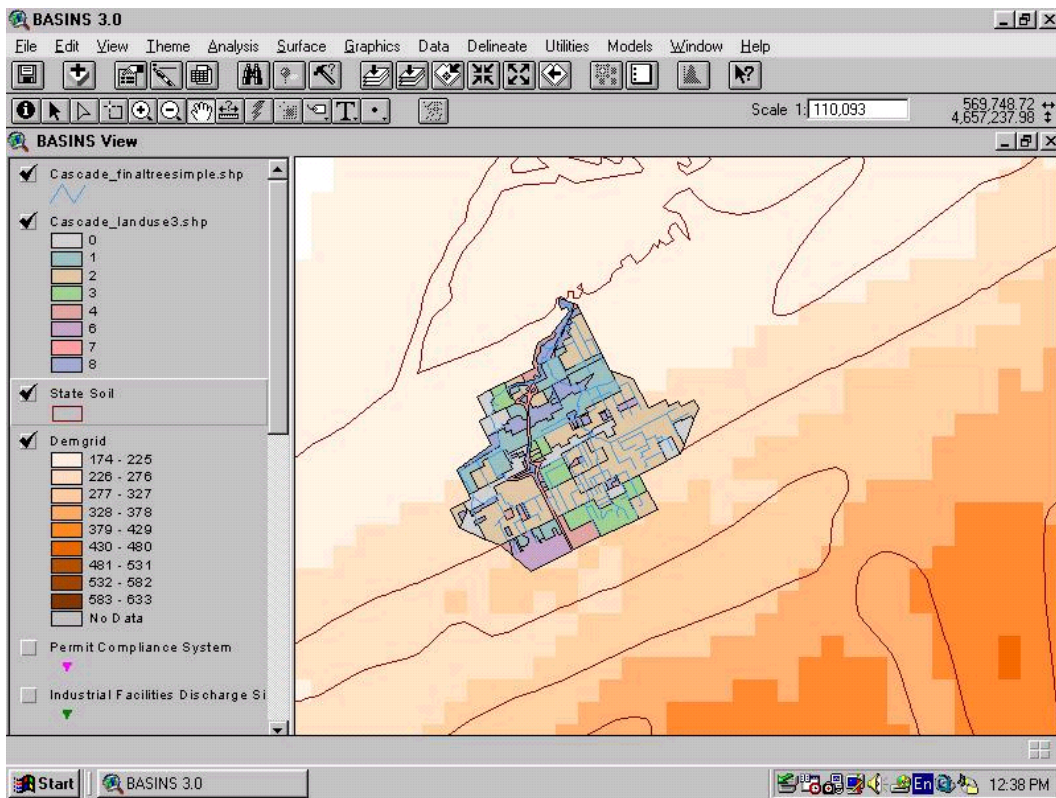 BASINS 3.0
File Edit View Theme Analysis Surface Graphics Data Delineate Utilities Models Window Help
Scale 1: 110,093
569,748.72
4,657,237.98
BASINS View
Cascade_finaltreesimple.shp
Cascade_landuse3.shp
0
1
2
3
4
6
7
8
State Soil
Demgrid
174 - 225
226 - 276
277 - 327
328 - 378
379 - 429
430 - 480
481 - 531
532 - 582
583 - 633
No Data
Permit Compliance System
Industrial Facilities Discharge Si
Start
BASINS 3.0
En
12:38 PM